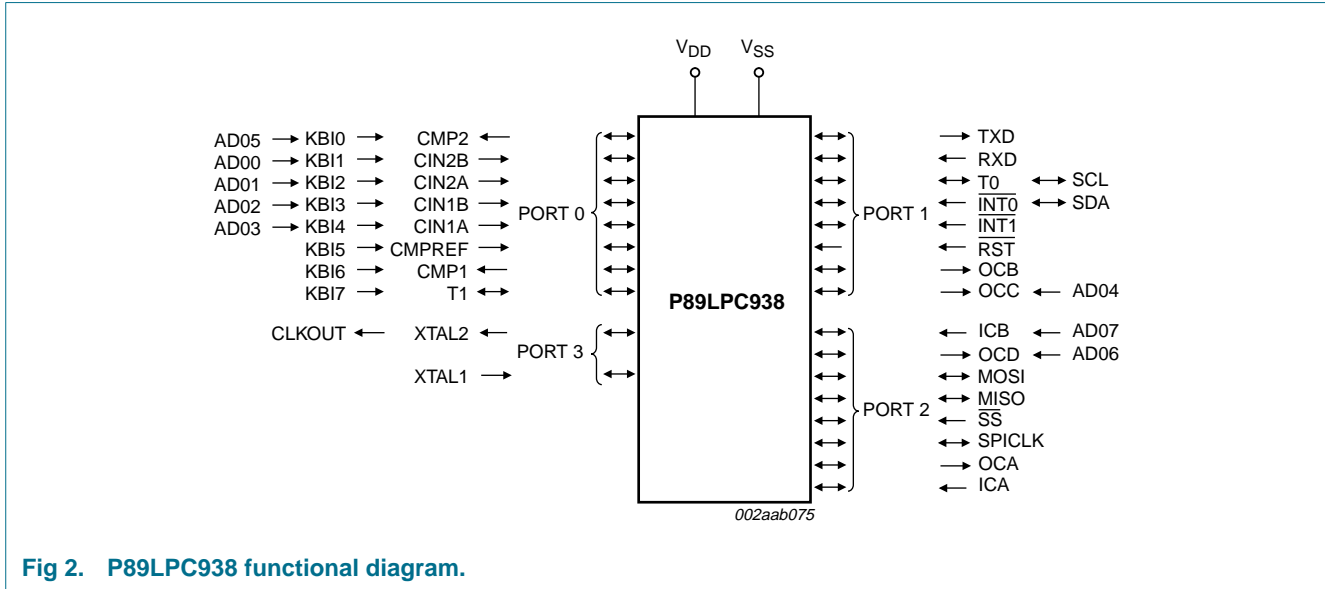 VDD VSS
AD05 KBI0 CMP2 TXD
AD00 KBI1 CIN2B RXD
AD01 KBI2 CIN2A T0 SCL
AD02 KBI3 CIN1B PORT 0 PORT 1 INT0 SDA
AD03 KBI4 CIN1A INT1
KBI5 CMPREF RST
KBI6 CMP1 OCB
KBI7 T1 P89LPC938 OCC AD04
CLKOUT XTAL2 PORT 3 ICB AD07
OCD AD06
XTAL1 MOSI
MISO
PORT 2 SS
SPICLK
OCA
ICA
002aab075
Fig 2. P89LPC938 functional diagram.